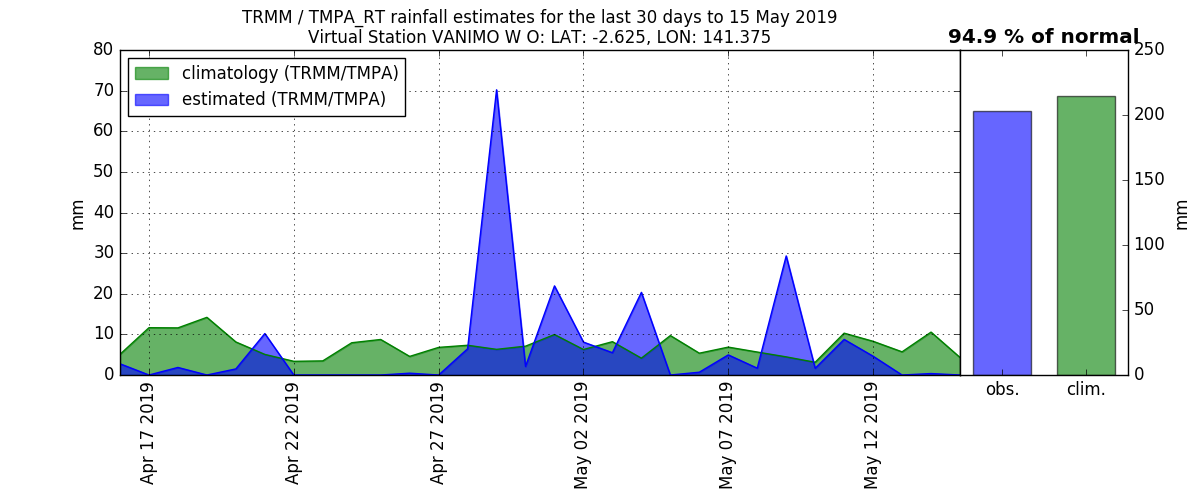 TRMM / TMPA_RT rainfall estimates for the last 30 days to 15 May 2019
Virtual Station VANIMO W O: LAT: -2.625, LON: 141.375
94.9 % of normal
climatology (TRMM/TMPA)
estimated (TRMM/TMPA)
mm
80
70
60
50
40
30
20
10
0
Apr 17 2019
Apr 22 2019
Apr 27 2019
May 02 2019
May 07 2019
May 12 2019
obs.
clim.
250
200
150
100
50
0
mm